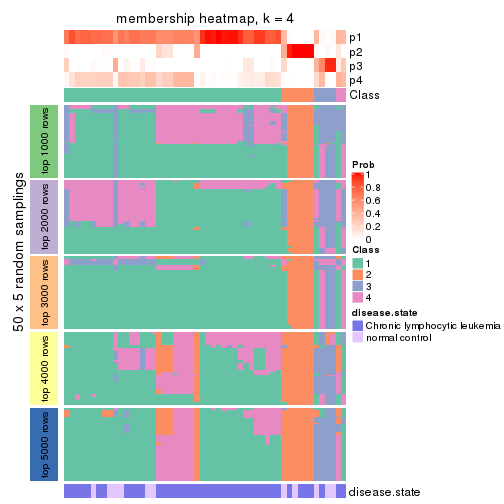 membership heatmap, k = 4
p1
p2
p3
p4
Class
50 x 5 random samplings
top 1000 rows
top 2000 rows
top 3000 rows
top 4000 rows
top 5000 rows
Prob
1
0.8
0.6
0.4
0.2
0
Class
1
2
3
4
disease.state
Chronic lymphocytic leukemia
normal control
disease.state